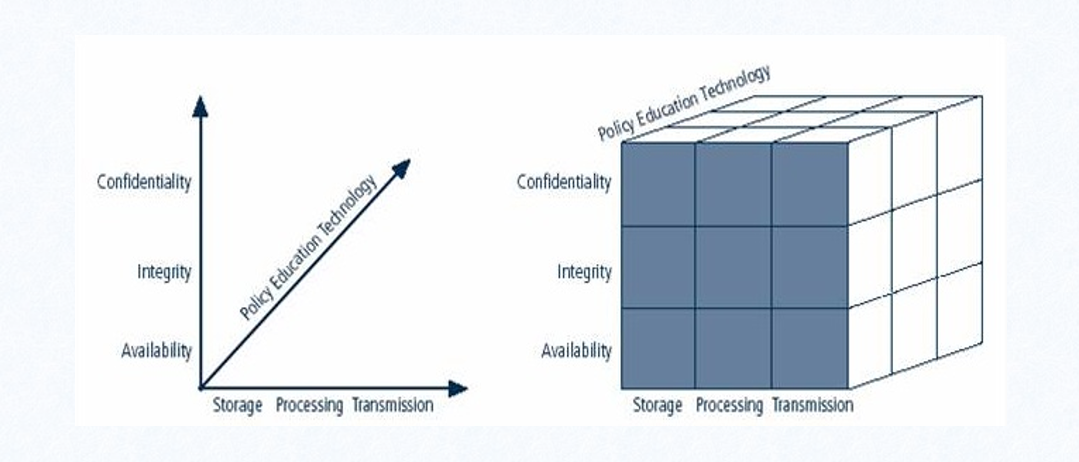 Confidentiality
Integrity
Availability
Policy Education Technology
Storage Processing Transmission
Policy Education Technology
Confidentiality
Integrity
Availability
Storage Processing Transmission